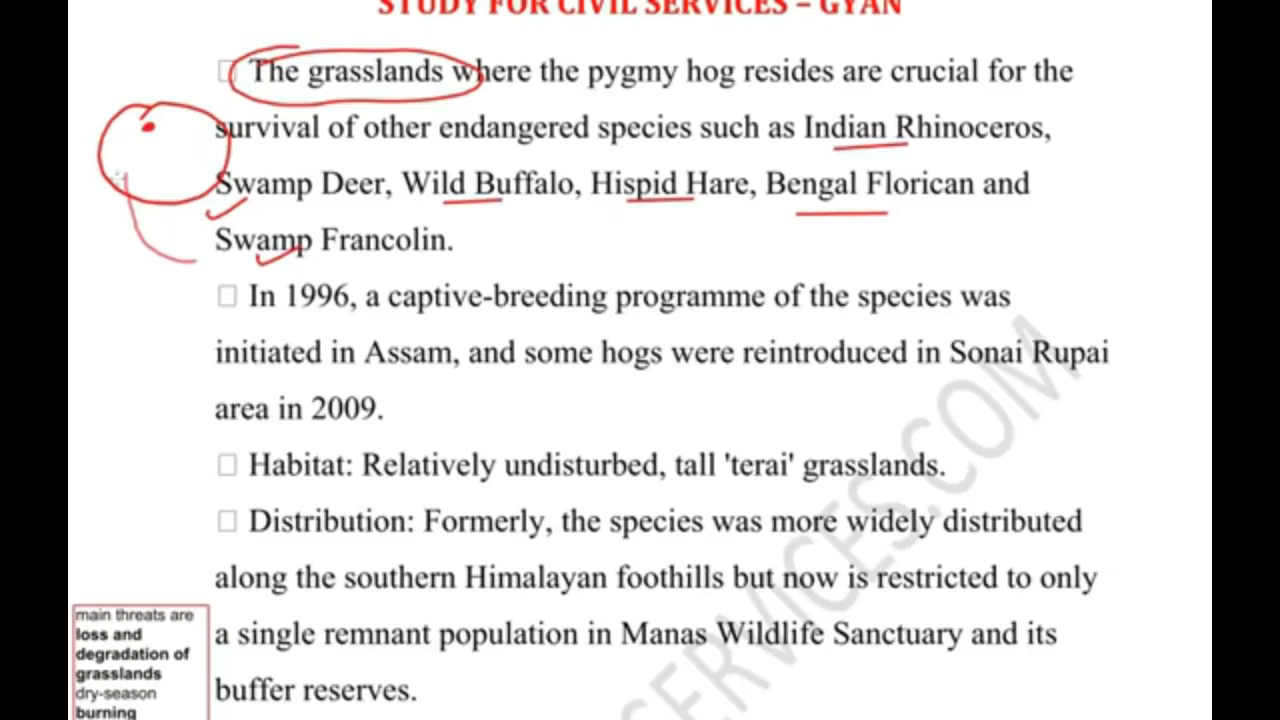 STUDY FOR CIVIL SERVICES – GYAN
The grasslands where the pygmy hog resides are crucial for the
survival of other endangered species such as Indian Rhinoceros,
Swamp Deer, Wild Buffalo, Hispid Hare, Bengal Florican and
Swamp Francolin.
In 1996, a captive-breeding programme of the species was
initiated in Assam, and some hogs were reintroduced in Sonai Rupai
area in 2009.
Habitat: Relatively undisturbed, tall 'terai' grasslands.
Distribution: Formerly, the species was more widely distributed
along the southern Himalayan foothills but now is restricted to only
a single remnant population in Manas Wildlife Sanctuary and its
buffer reserves.
main threats are
loss and
degradation of
grasslands
dry-season
burning
SERVICES.COM